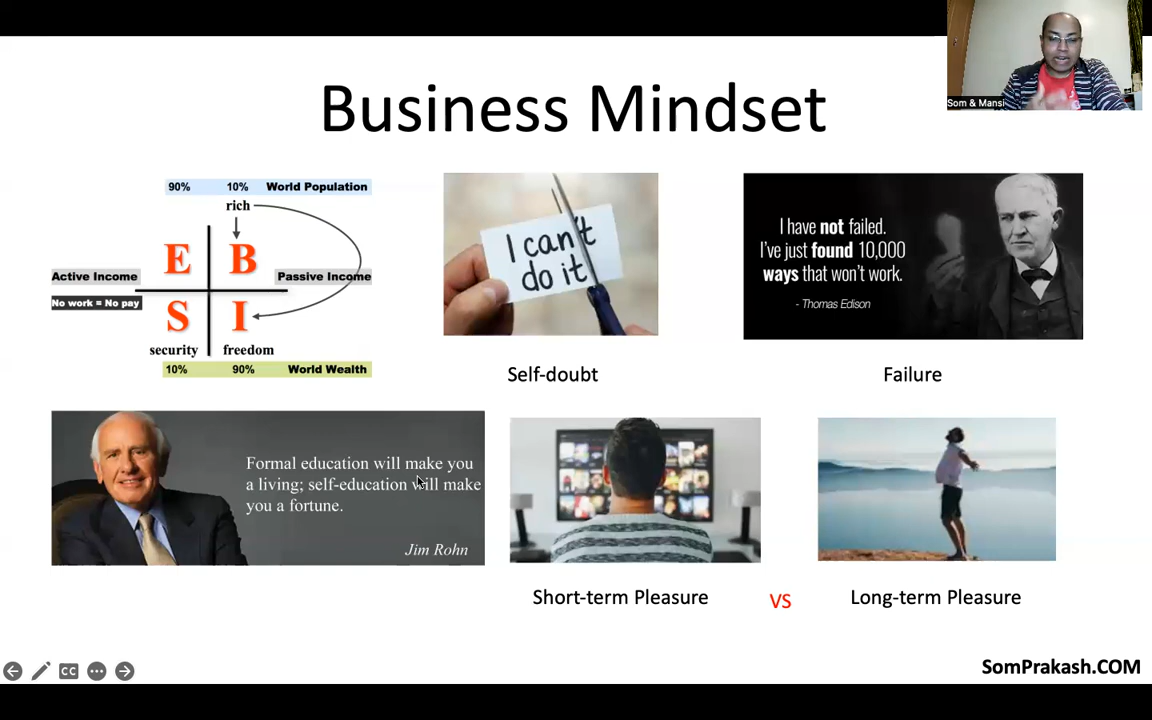 Som & Mansi
Business Mindset
90% 10% World Population
rich
E B
Active Income Passive Income
No work = No pay
S I
security freedom
10% 90% World Wealth
I can't
do it
Self-doubt
I have not failed.
I've just found 10,000
ways that won't work.
- Thomas Edison
Failure
Formal education will make you
a living; self-education will make
you a fortune.
Jim Rohn
Short-term Pleasure
VS
Long-term Pleasure
CC
SomPrakash.COM